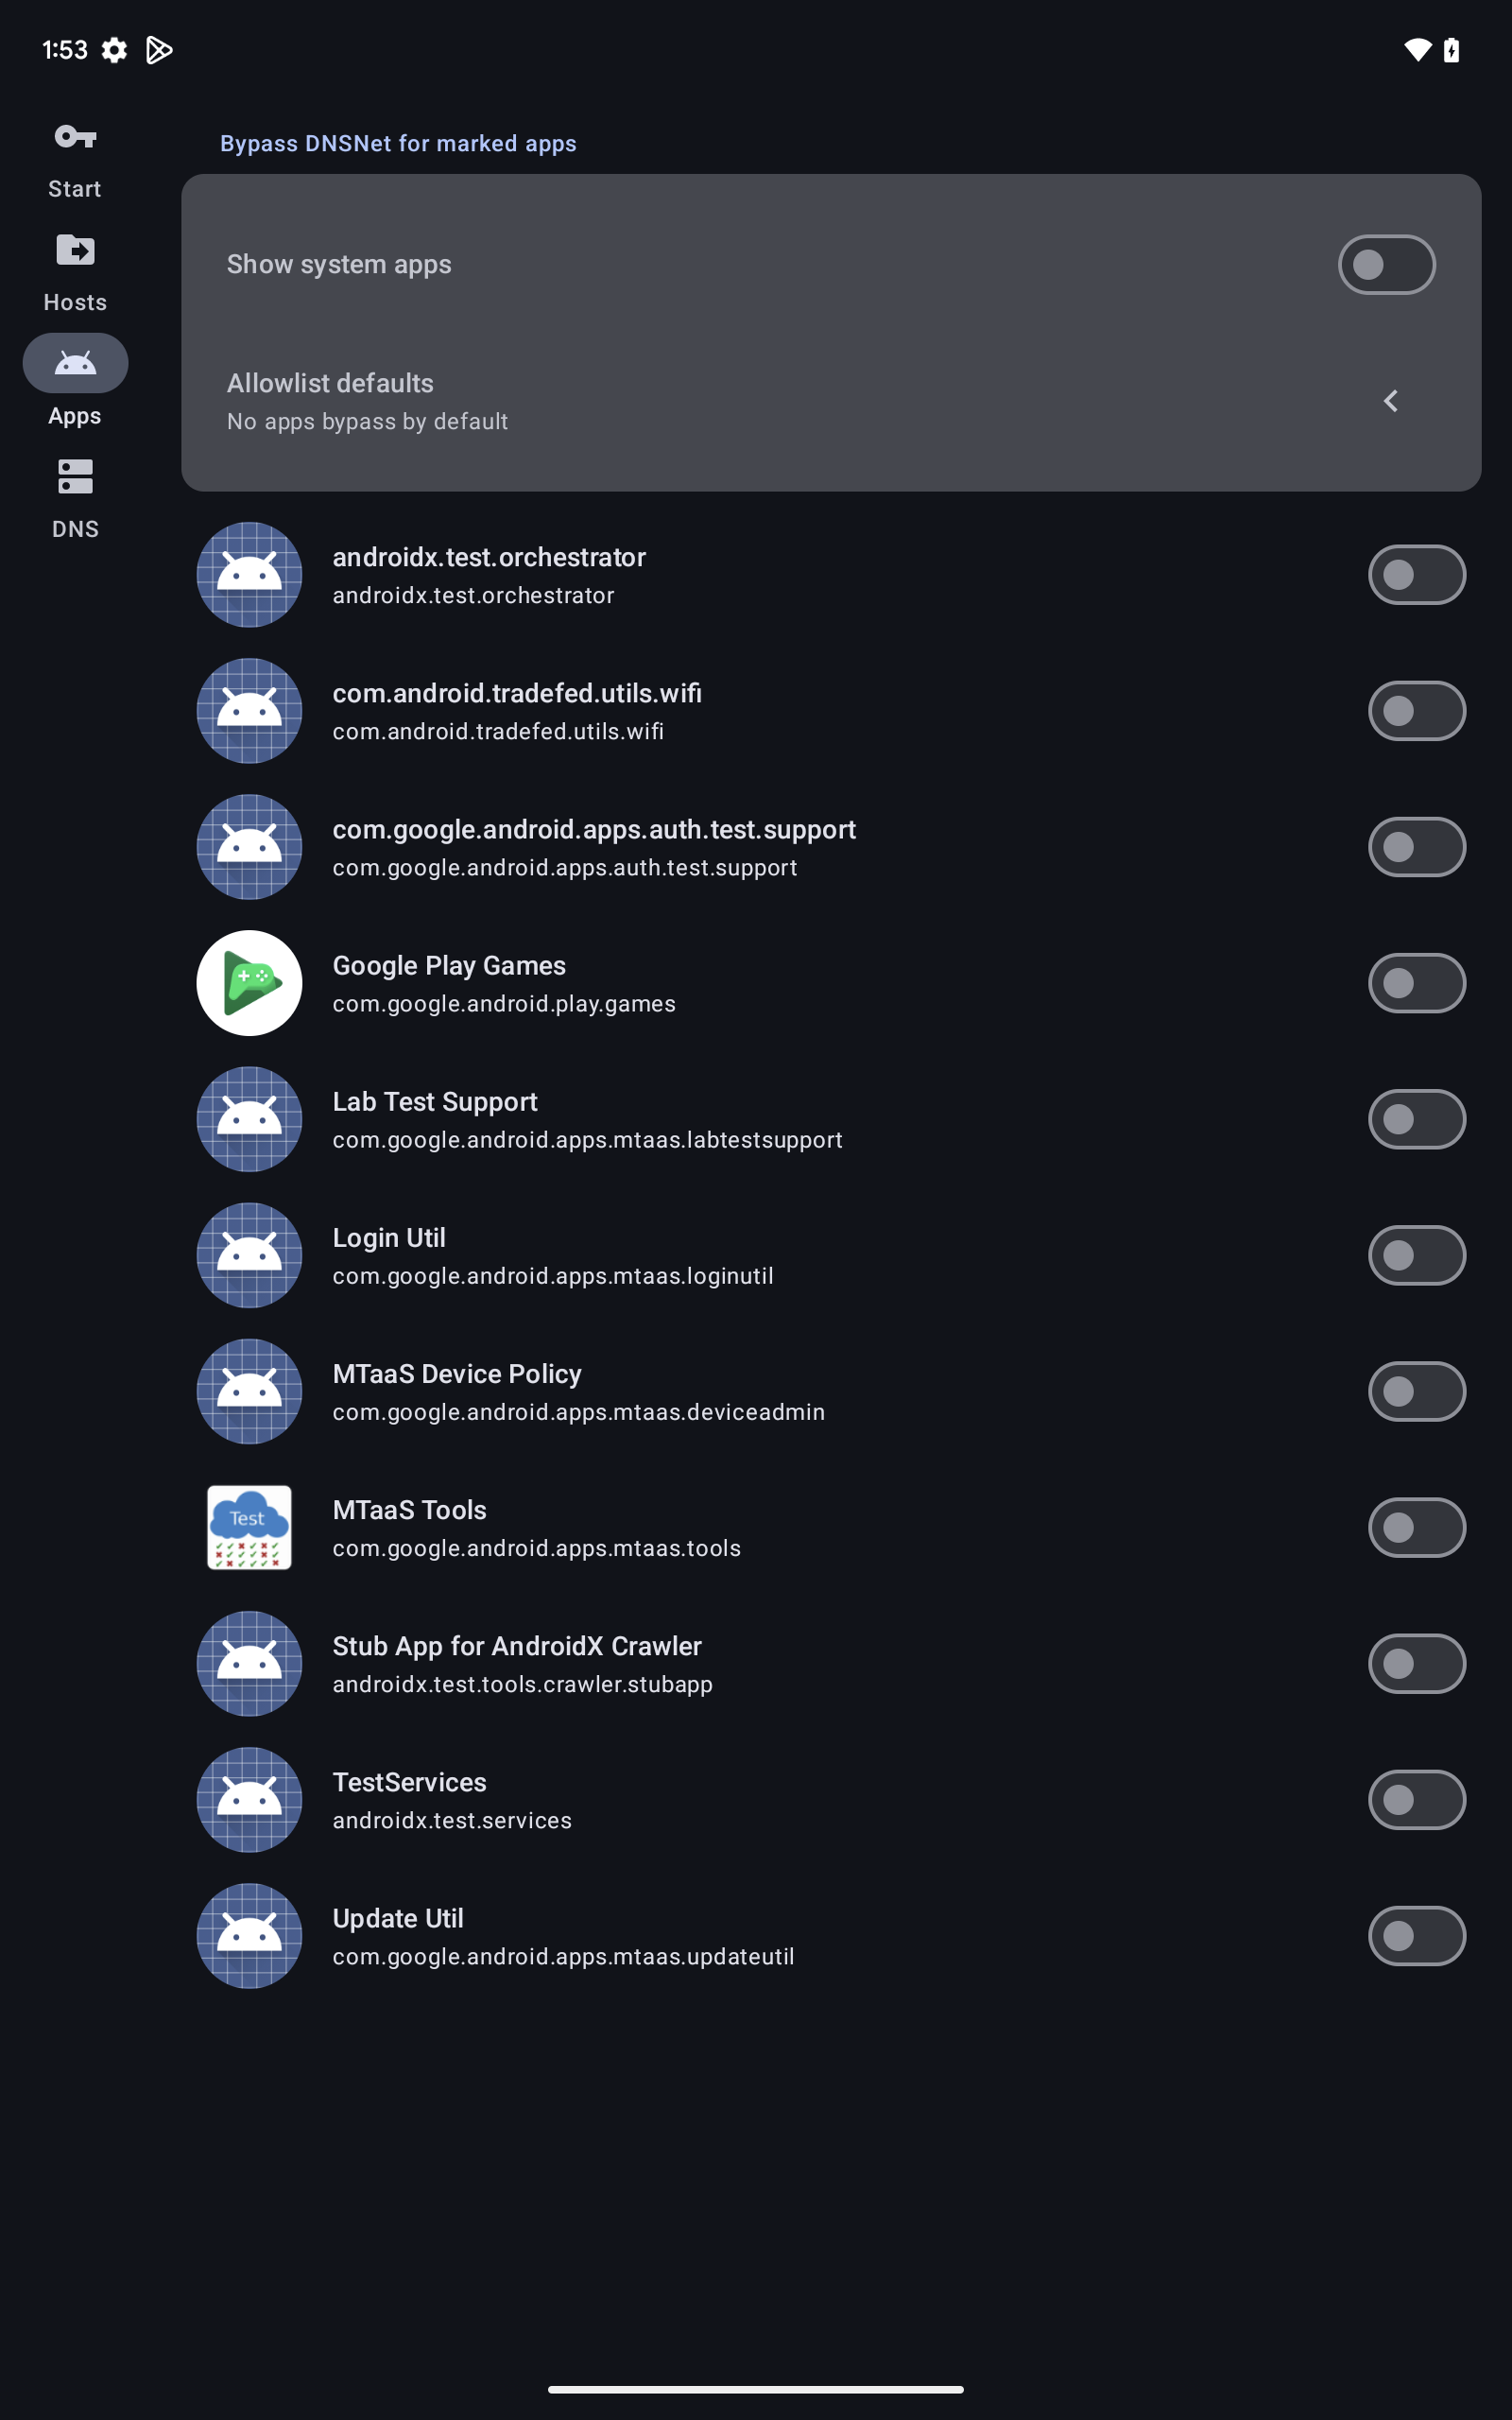 1:53
Start
Hosts
Apps
DNS
Bypass DNSNet for marked apps
Show system apps
Allowlist defaults
No apps bypass by default
androidx.test.orchestrator
androidx.test.orchestrator
com.android.tradefed.utils.wifi
com.android.tradefed.utils.wifi
com.google.android.apps.auth.test.support
com.google.android.apps.auth.test.support
Google Play Games
com.google.android.play.games
Lab Test Support
com.google.android.apps.mtaas.labtestsupport
Login Util
com.google.android.apps.mtaas.loginutil
MTaaS Device Policy
com.google.android.apps.mtaas.deviceadmin
Test
MTaaS Tools
com.google.android.apps.mtaas.tools
Stub App for AndroidX Crawler
androidx.test.tools.crawler.stubapp
TestServices
androidx.test.services
Update Util
com.google.android.apps.mtaas.updateutil